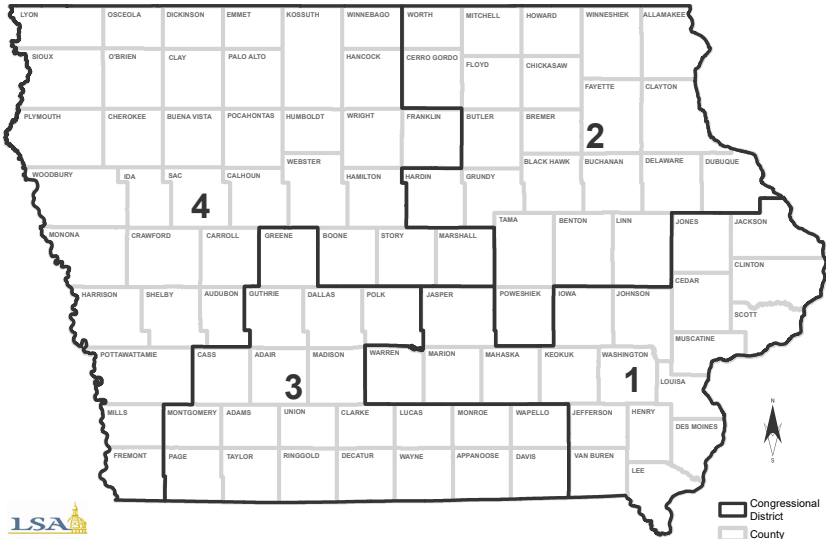 LYON OSCEOLA DICKINSON EMMET KOSSUTH WINNEBAGO WORTH MITCHELL HOWARD WINNESHIEK ALLAMAKEE
SIOUX O'BRIEN CLAY PALO ALTO HANCOCK CERRO GORDO FLOYD CHICKASAW
FAYETTE CLAYTON
PLYMOUTH CHEROKEE BUENA VISTA POCAHONTAS HUMBOLDT WRIGHT FRANKLIN BUTLER BREMER
2
WEBSTER BLACK HAWK BUCHANAN DELAWARE DUBUQUE
WOODBURY IDA SAC CALHOUN HAMILTON HARDIN GRUNDY
4
TAMA BENTON LINN JONES JACKSON
MONONA CRAWFORD CARROLL GREENE BOONE STORY MARSHALL
CLINTON
CEDAR
HARRISON SHELBY AUDUBON GUTHRIE DALLAS POLK JASPER POWESHIEK IOWA JOHNSON
SCOTT
MUSCATINE
POTTAWATTAMIE CASS ADAIR MADISON WARREN MARION MAHASKA KEOKUK WASHINGTON
3
1
LOUISA
MILLS MONTGOMERY ADAMS UNION CLARKE LUCAS MONROE WAPELLO JEFFERSON HENRY
DES MOINES
FREMONT PAGE TAYLOR RINGGOLD DECATUR WAYNE APPANOOSE DAVIS VAN BUREN
LEE
N
S
Congressional
District
County
LSA